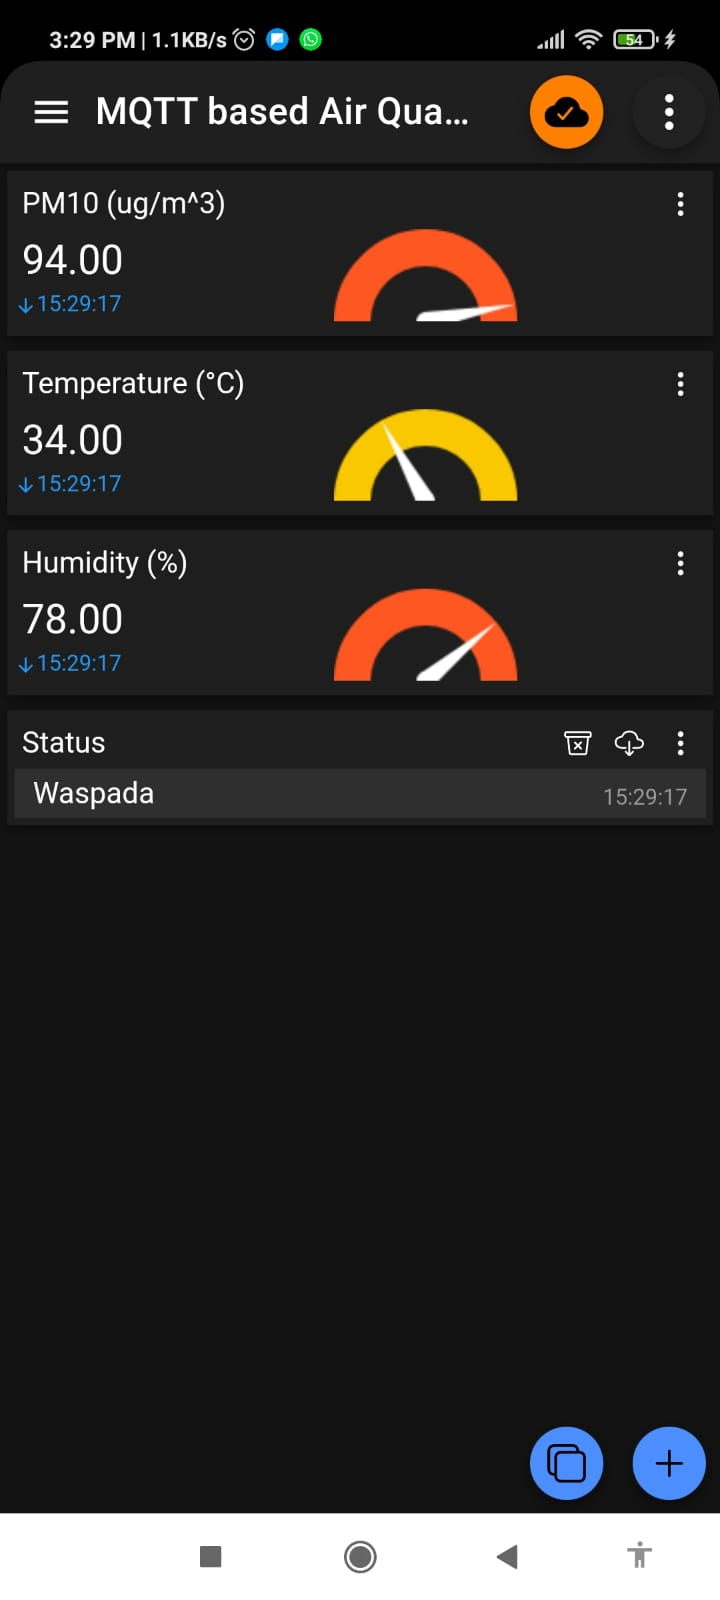 3:29 PM | 1.1KB/s
54
MQTT based Air Qua...
PM10 (ug/m^3)
94.00
↓15:29:17
Temperature (°C)
34.00
↓15:29:17
Humidity (%)
78.00
↓15:29:17
Status
Waspada
15:29:17